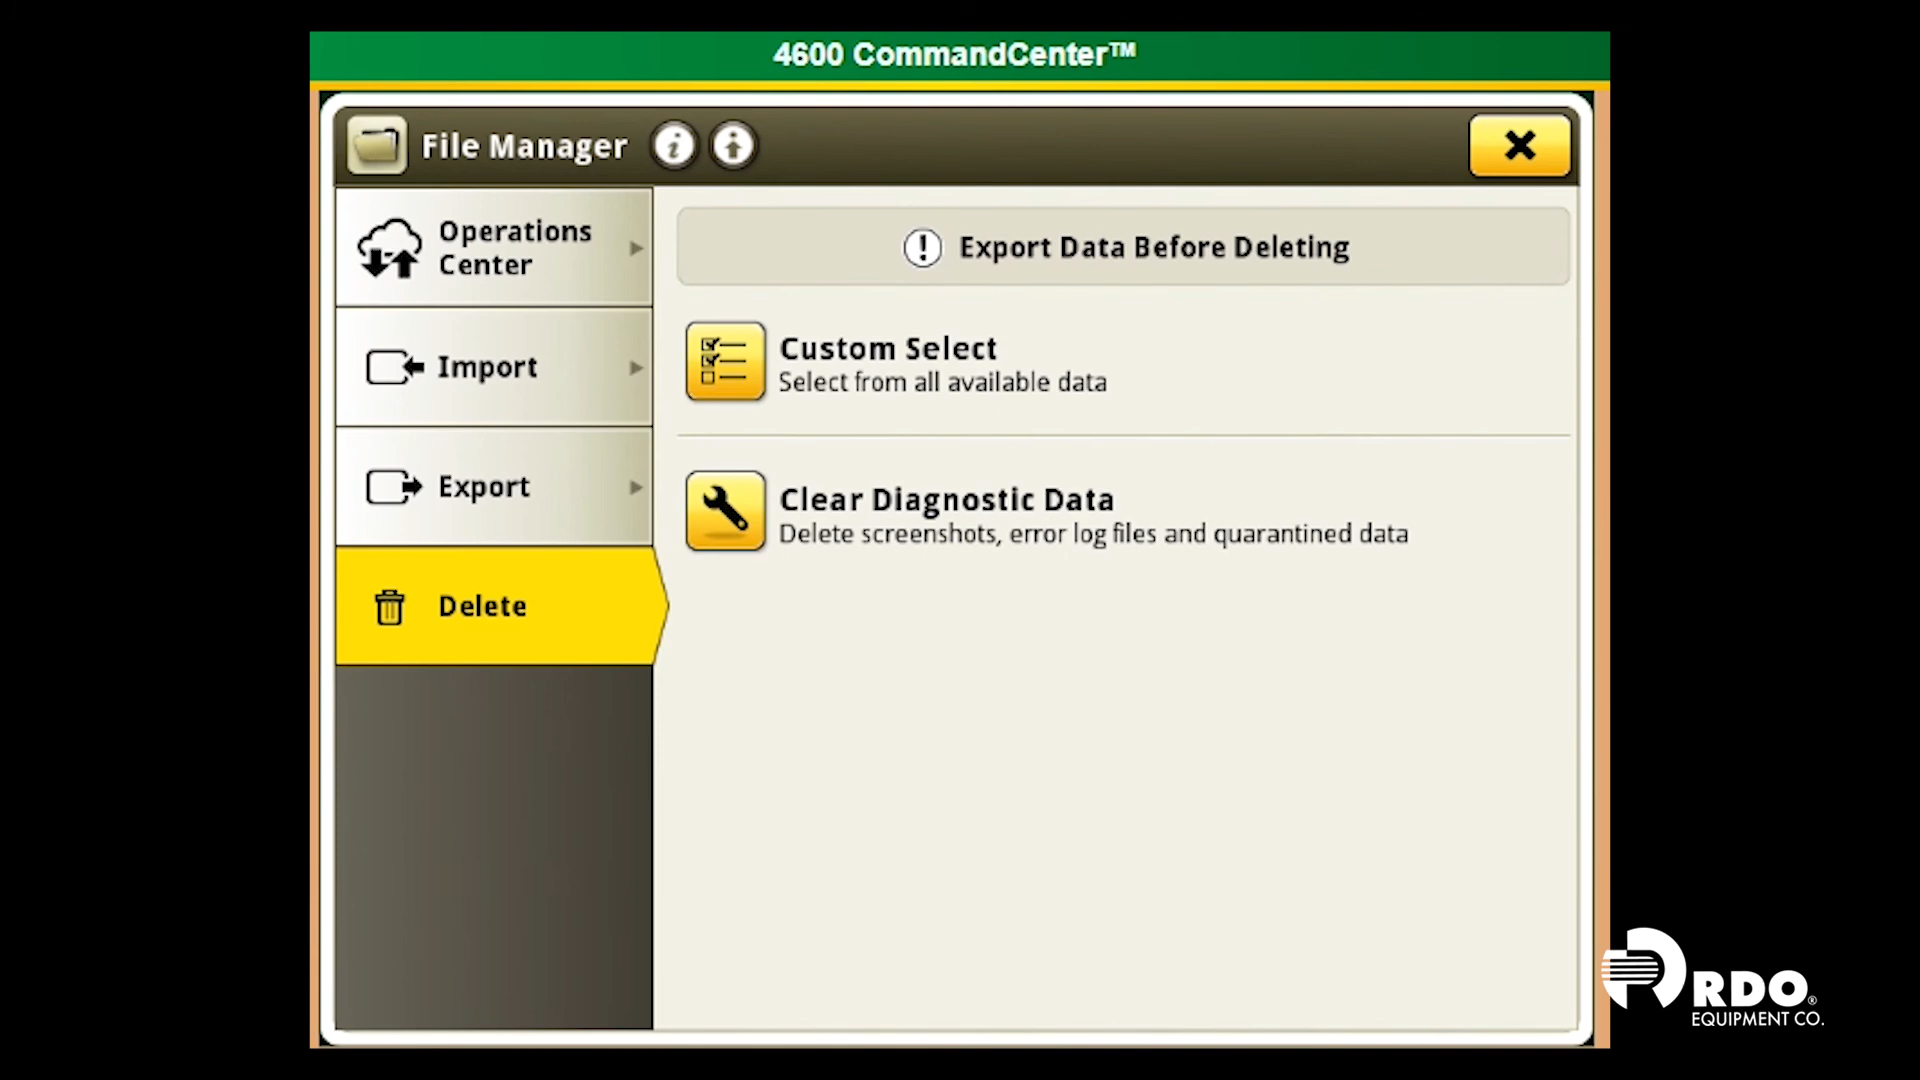 4600 CommandCenter™
File Manager
Operations
Center
Import
Export
Delete
Export Data Before Deleting
Custom Select
Select from all available data
Clear Diagnostic Data
Delete screenshots, error log files and quarantined data
RDO®
EQUIPMENT CO.